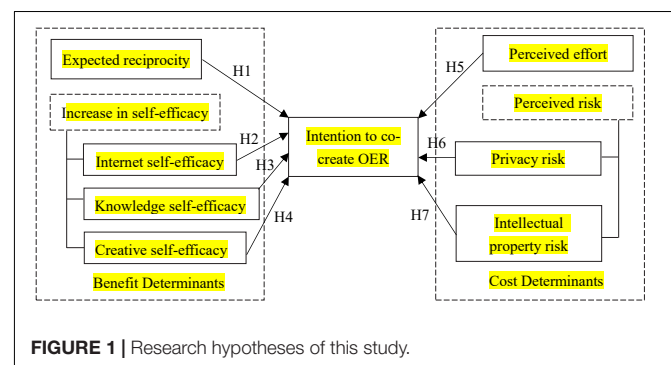 Expected reciprocity
H1
Increase in self-efficacy
Internet self-efficacy
H2
Knowledge self-efficacy
H3
Creative self-efficacy
H4
Benefit Determinants
Intention to co-
create OER
Perceived effort
H5
Perceived risk
Privacy risk
H6
Intellectual
property risk
H7
Cost Determinants
FIGURE 1 | Research hypotheses of this study.